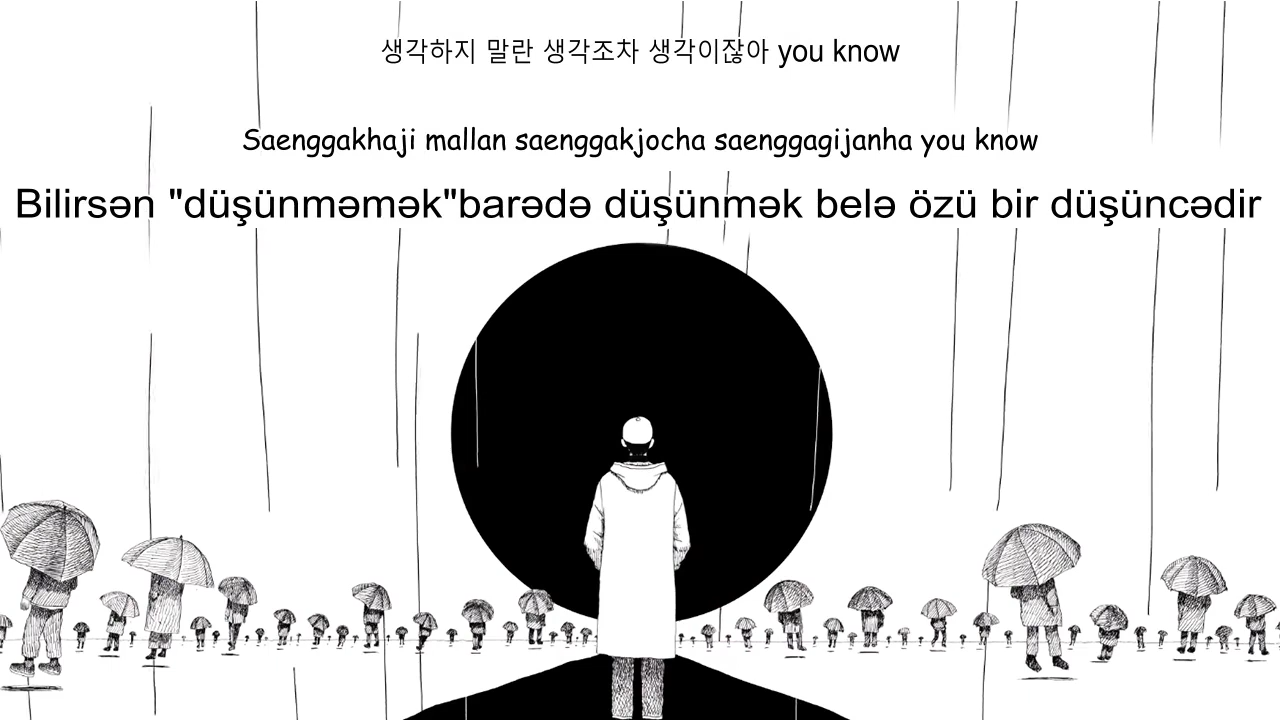 생각하지 말란 생각조차 생각이잖아 you know
Saenggakhaji mallan saenggakjocha saenggagijanha you know
Bilirsən "düşünməmək"barədə düşünmək belə özü bir düşüncədir